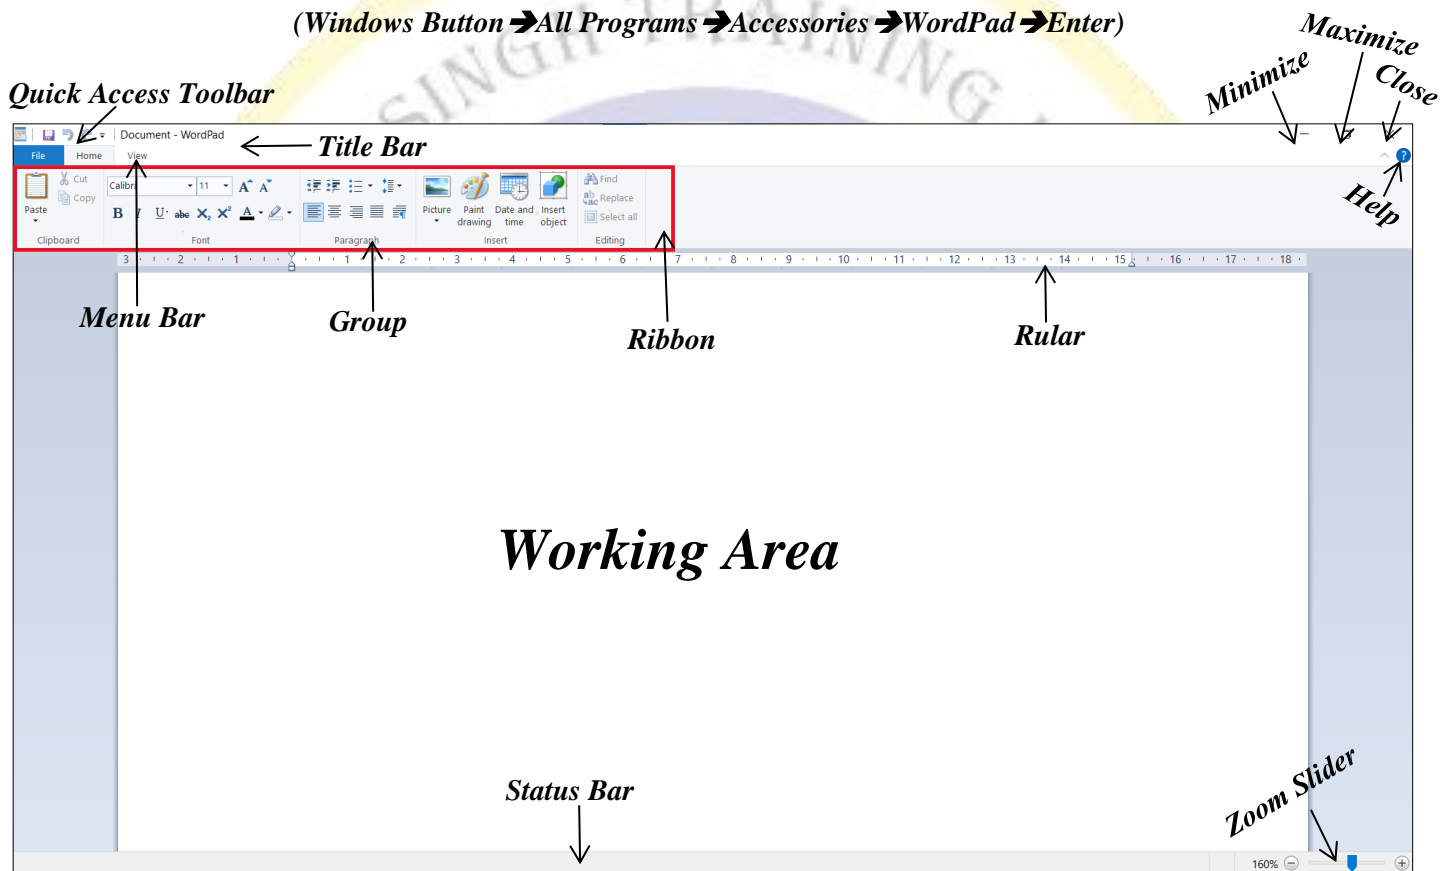 (Windows Button➔All Programs➔Accessories➔WordPad➔Enter)
SINGH TRAINING
Maximize
Minimize
Close
Quick Access Toolbar
Document - WordPad
Title Bar
File Home View
Help
Paste
Cut
Copy
Clipboard
Calibri 11
B I U abc X₂ X² A
Font
Paragraph
Picture
Paint drawing
Date and time
Insert object
Insert
Find
Replace
Select all
Editing
3 2 1 1 2 3 4 5 6 7 8 9 10 11 12 13 14 15 16 17 18
Menu Bar
Group
Ribbon
Rular
Working Area
Status Bar
Zoom Slider
160%